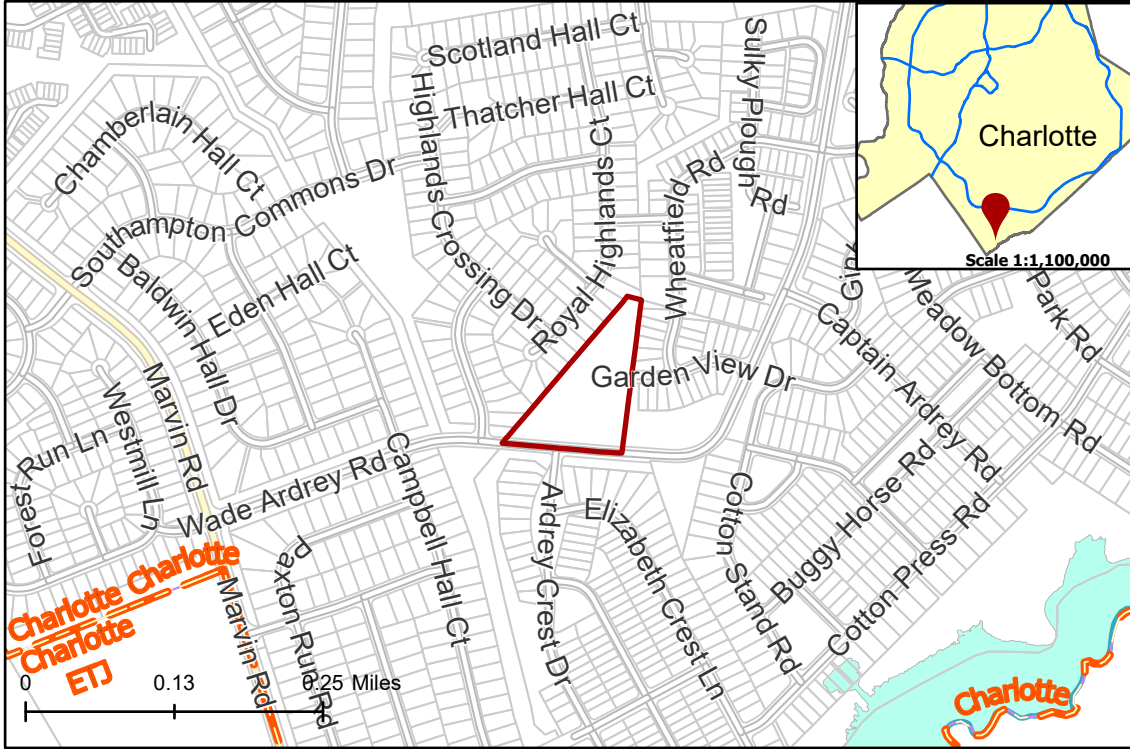 Scotland Hall Ct
Thatcher Hall Ct
Highlands Crossing Dr
Royal Highlands Ct
Sulky Plough Rd
Wheatfield Rd
Chamberlain Hall Ct
Southampton Commons Dr
Baldwin Hall Dr
Eden Hall Ct
Charlotte
Scale 1:1,100,000
Park Rd
Meadow Bottom Rd
Captain Ardrey Rd
Garden View Dr
Marvin Rd
Westmill Ln
Forest Run Ln
Wade Ardrey Rd
Campbell Hall Ct
Ardrey Crest Dr
Elizabeth Crest Ln
Cotton Stand Rd
Buggy Horse Rd
Cotton Press Rd
Paxton Run Rd
Marvin Rd
Charlotte Charlotte
Charlotte
ETJ
Charlotte
0 0.13 0.25 Miles